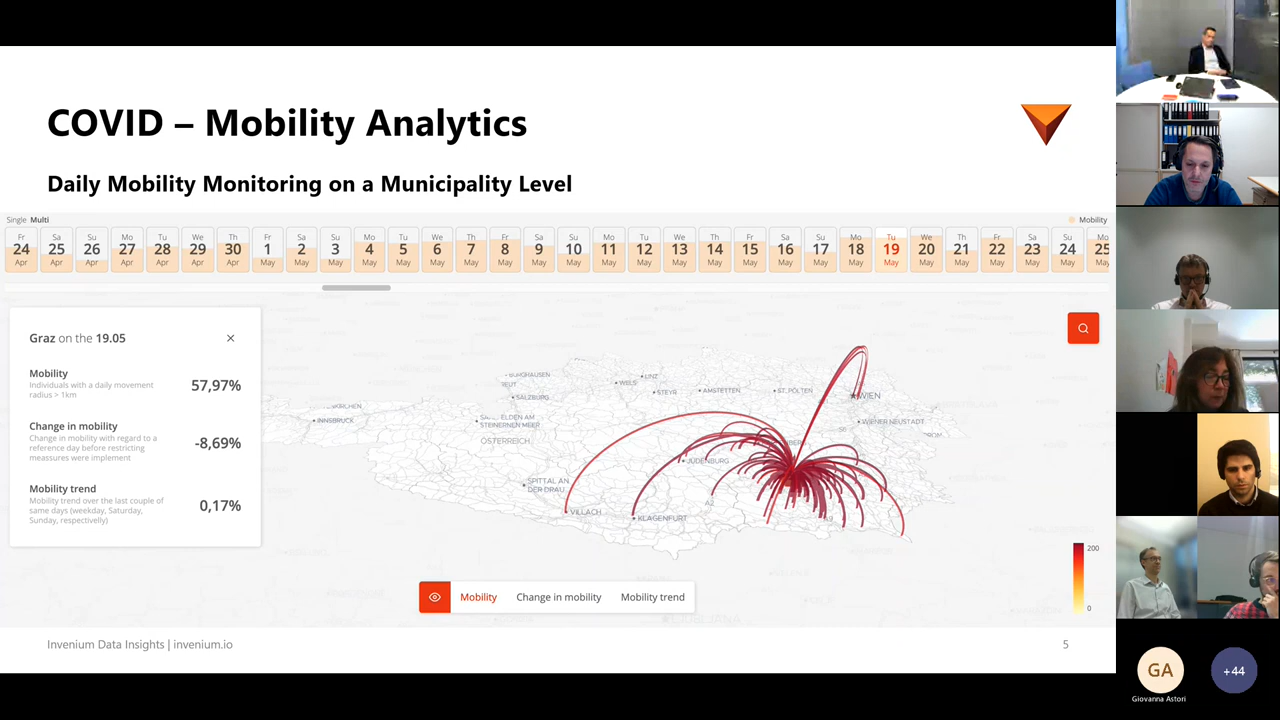 COVID – Mobility Analytics
Daily Mobility Monitoring on a Municipality Level
Single Multi
Mobility
Fr Sa Su Mo Tu We Th Fr Sa Su Mo Tu We Th Fr Sa Su Mo Tu We Th Fr Sa Su Mo Tu We Th Fr Sa Su Mo
24 25 26 27 28 29 30 1 2 3 4 5 6 7 8 9 10 11 12 13 14 15 16 17 18 19 20 21 22 23 24 25
Apr Apr Apr Apr Apr Apr Apr May May May May May May May May May May May May May May May May May May May May May May May May May
Graz on the 19.05
Mobility
Individuals with a daily movement
radius > 1km
57,97%
Change in mobility
Change in mobility with regard to a
reference day before restricting
meassures were implement
-8,69%
Mobility trend
Mobility trend over the last couple of
same days (weekday, Saturday,
Sunday, respectivelly)
0,17%
LINZ
WELS
STEYR
AMSTETTEN
ST. PÖLTEN
WIEN
SALZBURG
INNSBRUCK
ELDEN AM
STEINERNEN MEER
WIENER NEUSTADT
ÖSTERREICH
JUDENBURG
SPITTAL AN
DER DRAU
VILLACH
KLAGENFURT
200
0
Mobility Change in mobility Mobility trend
Invenium Data Insights | invenium.io
5
GA
+44
Giovanna Astori